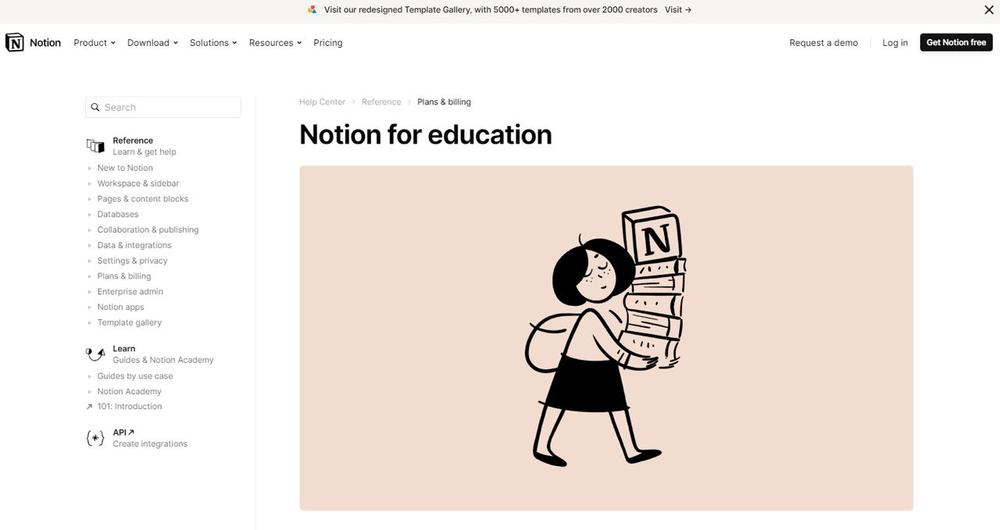 Visit our redesigned Template Gallery, with 5000+ templates from over 2000 creators Visit →
Notion Product Download Solutions Resources Pricing Request a demo Log in Get Notion free
Search
Reference
Learn & get help
New to Notion
Workspace & sidebar
Pages & content blocks
Databases
Collaboration & publishing
Data & integrations
Settings & privacy
Plans & billing
Enterprise admin
Notion apps
Template gallery
Learn
Guides & Notion Academy
Guides by use case
Notion Academy
101: Introduction
API
Create integrations
Help Center > Reference > Plans & billing
Notion for education
N